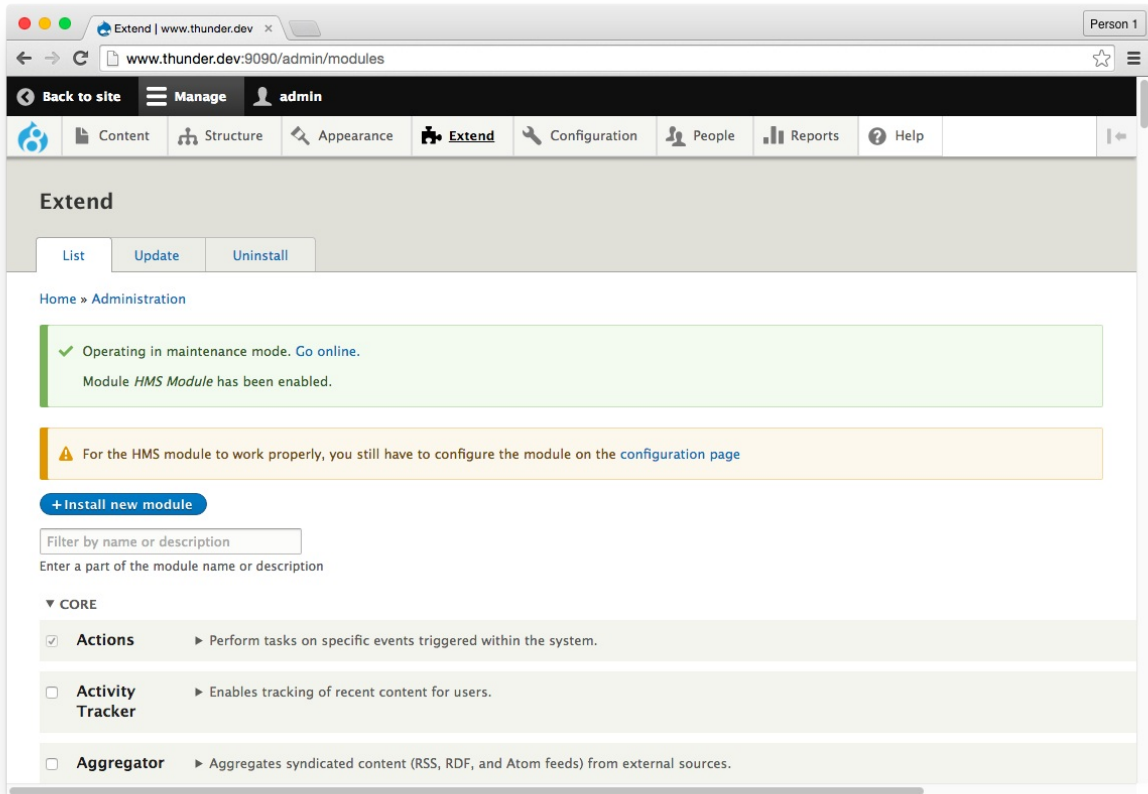 Extend | www.thunder.dev ×
Person 1
www.thunder.dev:9090/admin/modules
Back to site Manage admin
Content Structure Appearance Extend Configuration People Reports Help
Extend
List Update Uninstall
Home » Administration
Operating in maintenance mode. Go online.
Module HMS Module has been enabled.
For the HMS module to work properly, you still have to configure the module on the configuration page
+Install new module
Filter by name or description
Enter a part of the module name or description
▼ CORE
Actions ▶ Perform tasks on specific events triggered within the system.
Activity ▶ Enables tracking of recent content for users.
Tracker
Aggregator ▶ Aggregates syndicated content (RSS, RDF, and Atom feeds) from external sources.